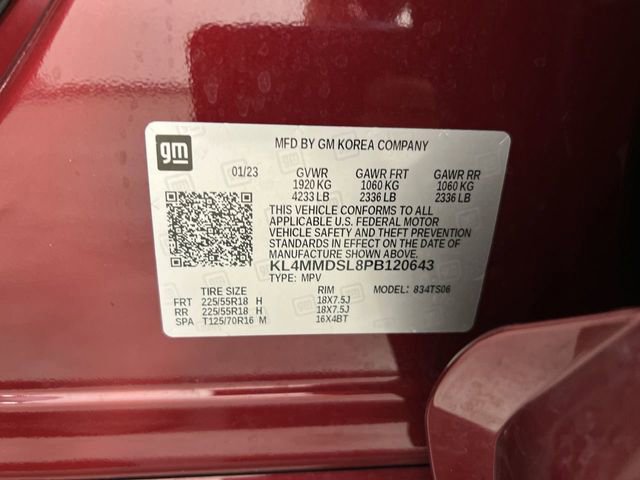 gm
MFD BY GM KOREA COMPANY
01/23 GVWR GAWR FRT GAWR RR
1920 KG 1060 KG 1060 KG
4233 LB 2336 LB 2336 LB
THIS VEHICLE CONFORMS TO ALL
APPLICABLE U.S. FEDERAL MOTOR
VEHICLE SAFETY AND THEFT PREVENTION
STANDARDS IN EFFECT ON THE DATE OF
MANUFACTURE SHOWN ABOVE.
KL4MMDSL8PB120643
TYPE: MPV MODEL: 834TS06
TIRE SIZE RIM
FRT 225/55R18 H 18X7.5J
RR 225/55R18 H 18X7.5J
SPA T125/70R16 M 16X4BT